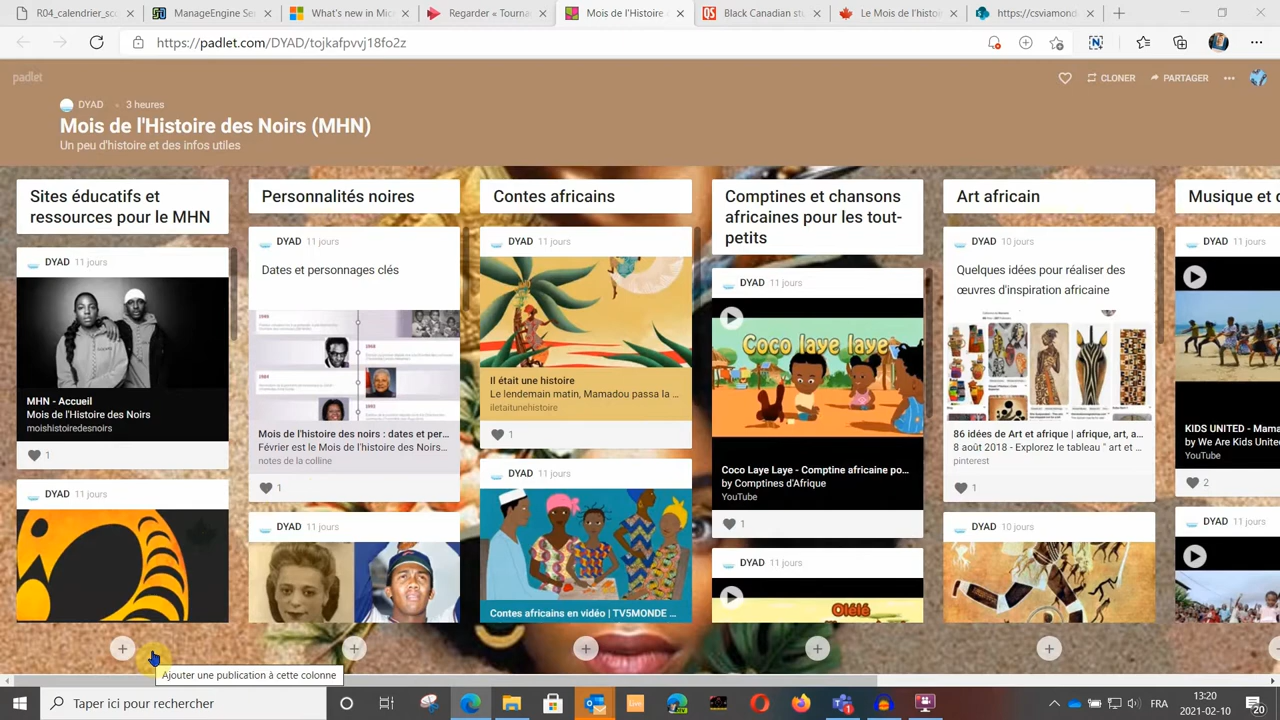 R04_calendrier_sco
ManageEngine Ser
What's new in Micr
Regarder « Tourna
Mois de l'Histoire
Black Canadian stu
Le Mois de l'histoi
https://csviamond
https://padlet.com/DYAD/tojkafpvvj18fo2z
padlet
CLONER
PARTAGER
DYAD • 3 heures
Mois de l'Histoire des Noirs (MHN)
Un peu d'histoire et des infos utiles
Sites éducatifs et
ressources pour le MHN
DYAD 11 jours
MHN - Accueil
Mois de l'Histoire des Noirs
moishistoiredesnoirs
1
DYAD 11 jours
Personnalités noires
DYAD 11 jours
Dates et personnages clés
Mois de l'histoire des noirs : dates et per...
Février est le Mois de l'histoire des Noirs...
notes de la colline
1
DYAD 11 jours
Contes africains
DYAD 11 jours
Il était une histoire
Le lendemain matin, Mamadou passa la ...
iletaitunehistoire
1
DYAD 11 jours
Contes africains en vidéo | TV5MONDE ...
Comptines et chansons
africaines pour les tout-
petits
DYAD 11 jours
Coco laye laye
Coco Laye Laye - Comptine africaine po...
by Comptines d'Afrique
YouTube
1
DYAD 11 jours
Olélé
Art africain
DYAD 10 jours
Quelques idées pour réaliser des
œuvres d'inspiration africaine
86 idées de Art et afrique | afrique, art, a...
8 août 2018 - Explorez le tableau " art et ...
pinterest
1
DYAD 10 jours
Musique et d
DYAD 11 jours
KIDS UNITED - Mama
by We Are Kids Unite
YouTube
2
DYAD 11 jours
Ajouter une publication à cette colonne
Taper ici pour rechercher
Live
1
FRA
13:20
2021-02-10
20